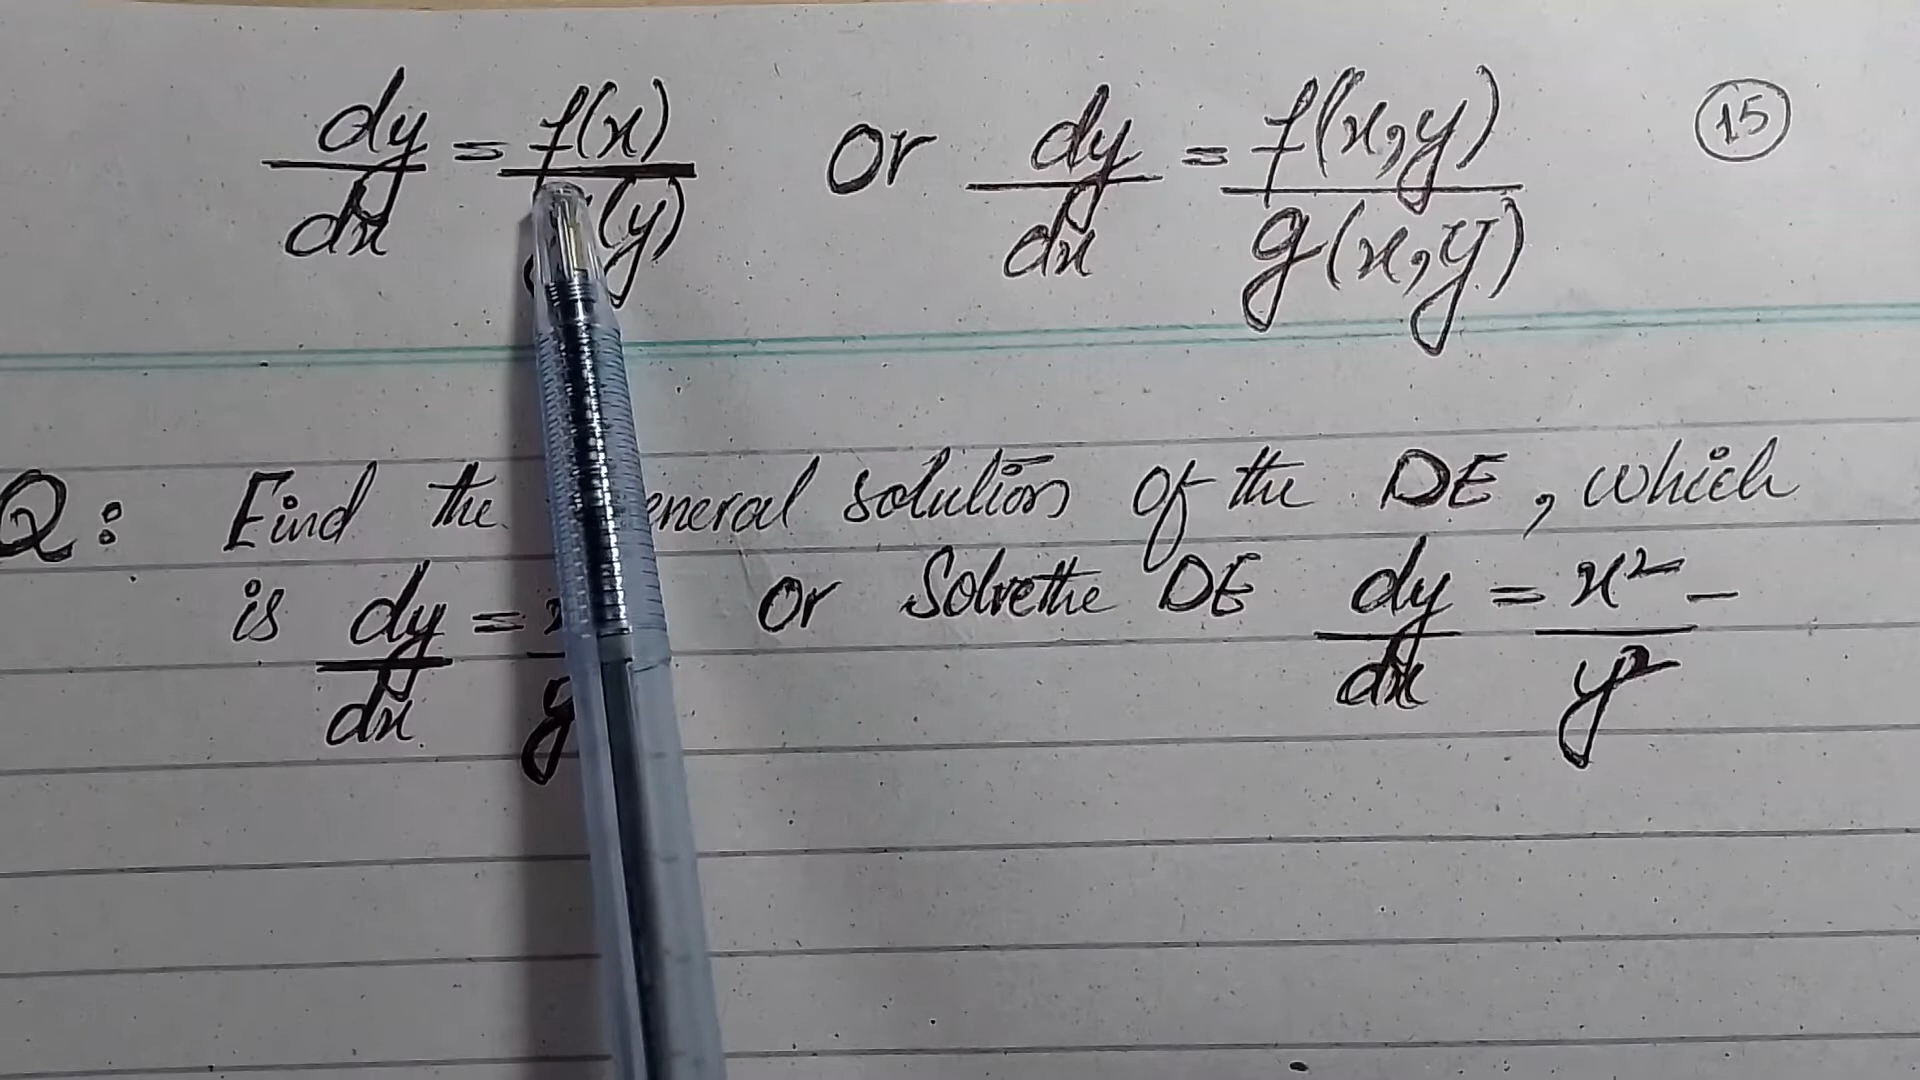 dy/dx = f(x)/(y) Or dy/dx = f(x,y)/g(x,y) 15
Q: Find the eneral solution Of the DE, which
is dy/dx = Or Solve the DE dy/dx = x²/y² -